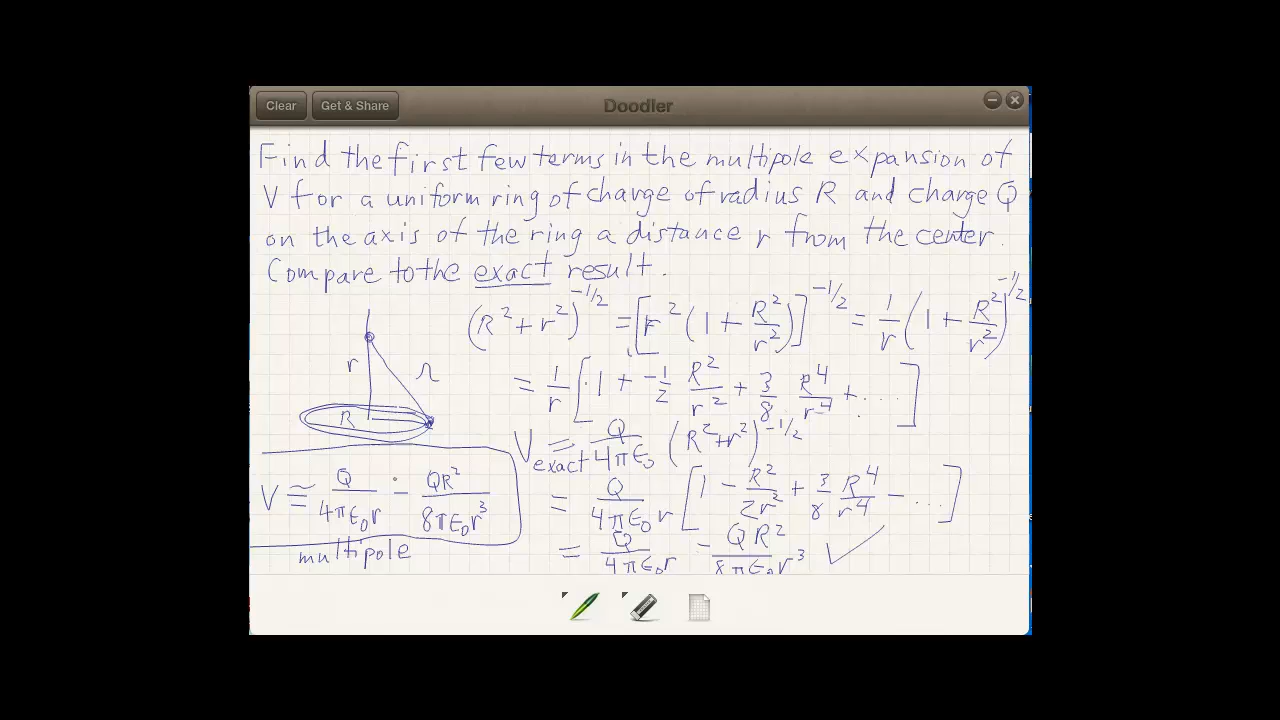 Clear Get & Share Doodler
Find the first few terms in the multipole expansion of
V for a uniform ring of charge of radius R and charge Q
on the axis of the ring a distance r from the center.
Compare to the exact result.
(R²+r²)^{-1/2} = [r²(1+R²/r²)]^{-1/2} = 1/r (1+R²/r²)^{-1/2}
= 1/r [1 + -1/2 R²/r² + 3/8 R⁴/r⁴ + ....]
r r
R
V exact = Q/4πε₀ (R²+r²)^{-1/2}
= Q/4πε₀r [1 - R²/2r² + 3/8 R⁴/r⁴ - ....]
= Q/4πε₀r - QR²/8πε₀r³ ✓
V ≅ Q/4πε₀r - QR²/8πε₀r³
multipole